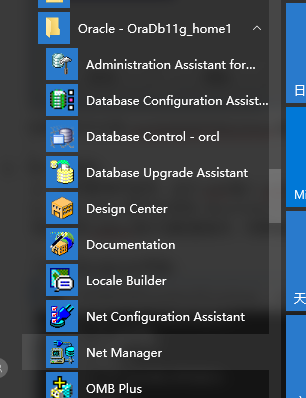 Oracle - OraDb11g_home1
Administration Assistant for...
Database Configuration Assist...
Database Control - orcl
Database Upgrade Assistant
Design Center
Documentation
Locale Builder
Net Configuration Assistant
Net Manager
OMB Plus
日
Mi
天